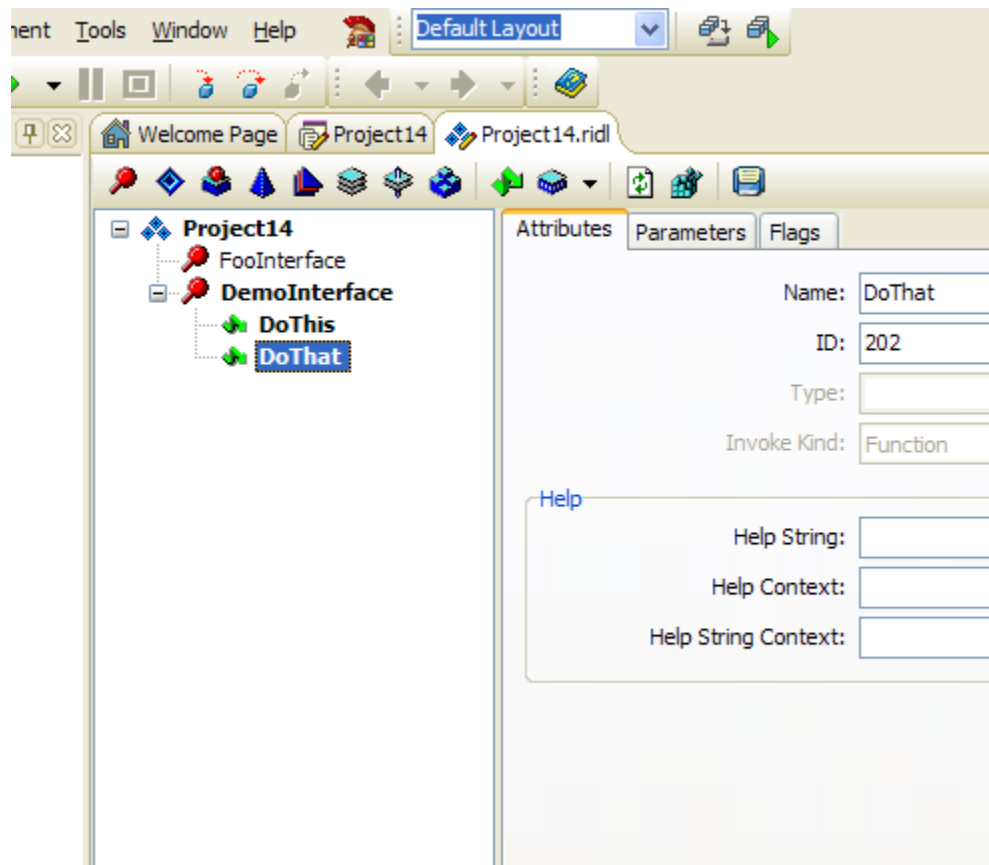 Tools Window Help Default Layout
Welcome Page Project14 Project14.ridl
Project14
FooInterface
DemoInterface
DoThis
DoThat
Attributes Parameters Flags
Name: DoThat
ID: 202
Type:
Invoke Kind: Function
Help
Help String:
Help Context:
Help String Context: